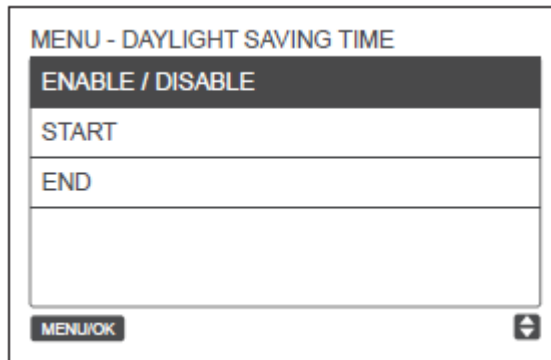 MENU - DAYLIGHT SAVING TIME
ENABLE / DISABLE
START
END
MENU/OK